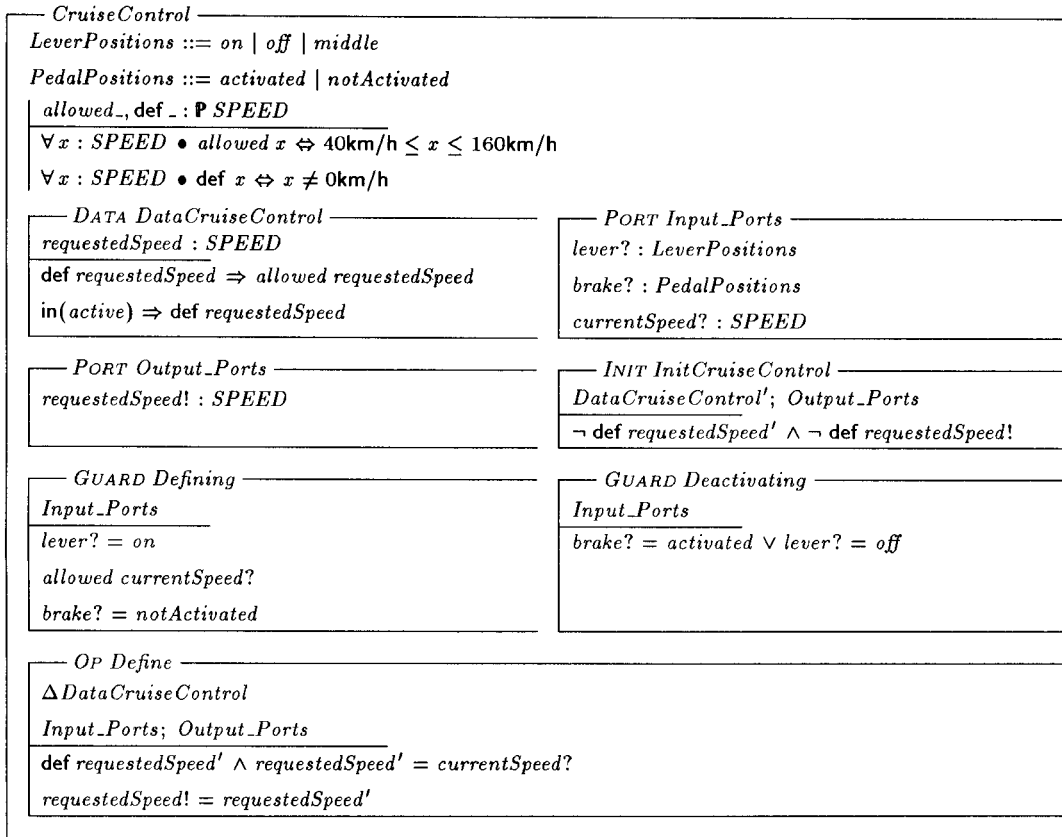 CruiseControl
LeverPositions ::= on | off | middle
PedalPositions ::= activated | notActivated
allowed _, def _ : ℙ SPEED
∀ x : SPEED • allowed x ⇔ 40km/h ≤ x ≤ 160km/h
∀ x : SPEED • def x ⇔ x ≠ 0km/h
DATA DataCruiseControl
requestedSpeed : SPEED
def requestedSpeed ⇒ allowed requestedSpeed
in(active) ⇒ def requestedSpeed
PORT Input_Ports
lever? : LeverPositions
brake? : PedalPositions
currentSpeed? : SPEED
PORT Output_Ports
requestedSpeed! : SPEED
INIT InitCruiseControl
DataCruiseControl'; Output_Ports
¬ def requestedSpeed' ∧ ¬ def requestedSpeed!
GUARD Defining
Input_Ports
lever? = on
allowed currentSpeed?
brake? = notActivated
GUARD Deactivating
Input_Ports
brake? = activated ∨ lever? = off
OP Define
ΔDataCruiseControl
Input_Ports; Output_Ports
def requestedSpeed' ∧ requestedSpeed' = currentSpeed?
requestedSpeed! = requestedSpeed'